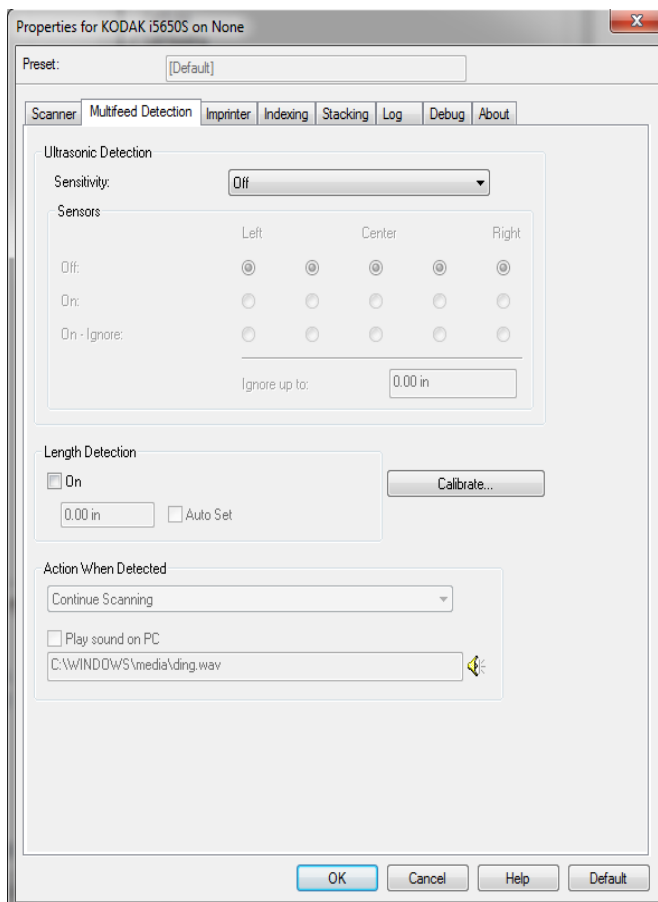 Properties for KODAK i5650S on None
X
Preset: [Default]
Scanner Multifeed Detection Imprinter Indexing Stacking Log Debug About
Ultrasonic Detection
Sensitivity: Off
Sensors
Left Center Right
Off:
On:
On - Ignore:
Ignore up to: 0.00 in
Length Detection
On
Calibrate...
0.00 in Auto Set
Action When Detected
Continue Scanning
Play sound on PC
C:\WINDOWS\media\ding.wav
OK Cancel Help Default